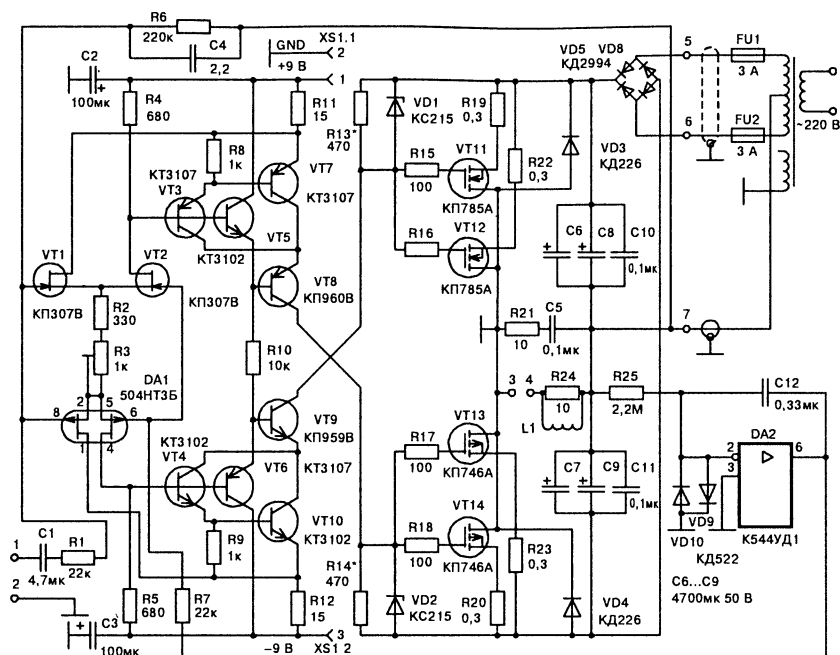 R6
220к
C4
2,2
XS1.1
GND 2
+9 В 1
C2
+
100мк
R4
680
R11
15
R13*
470
VD1
КС215
R19
0,3
VD5 VD8
КД2994
5
FU1
3 А
6
FU2
3 А
~220 В
R8
1к
КТ3107
VT3
VT7
КТ3107
VT5
КТ3102
R15
100
VT11
КП785А
R22
0,3
VD3
КД226
R16
VT12
КП785А
C6
C8
C10
0,1мк
VT1
КП307В
VT2
КП307В
VT8
КП960В
R2
330
R3
1к
R10
10к
R21
10
C5
0,1мк
7
DA1
504НТ3Б
8
2
5
6
1
4
VT9
КП959В
КТ3107
3
4
R24
10
L1
R25
2,2М
C12
0,33мк
КТ3102
VT4
VT6
VT10
КТ3102
R9
1к
R17
100
VT13
КП746А
C7
C9
C11
0,1мк
DA2
2
3
6
К544УД1
VD10
VD9
КД522
R18
100
VT14
КП746А
R23
0,3
C1
4,7мк
R1
22к
1
2
R5
680
R7
22к
R14*
470
VD2
КС215
R20
0,3
VD4
КД226
C6...C9
4700мк 50 В
R12
15
C3
100мк
−9 В
3
XS1 2